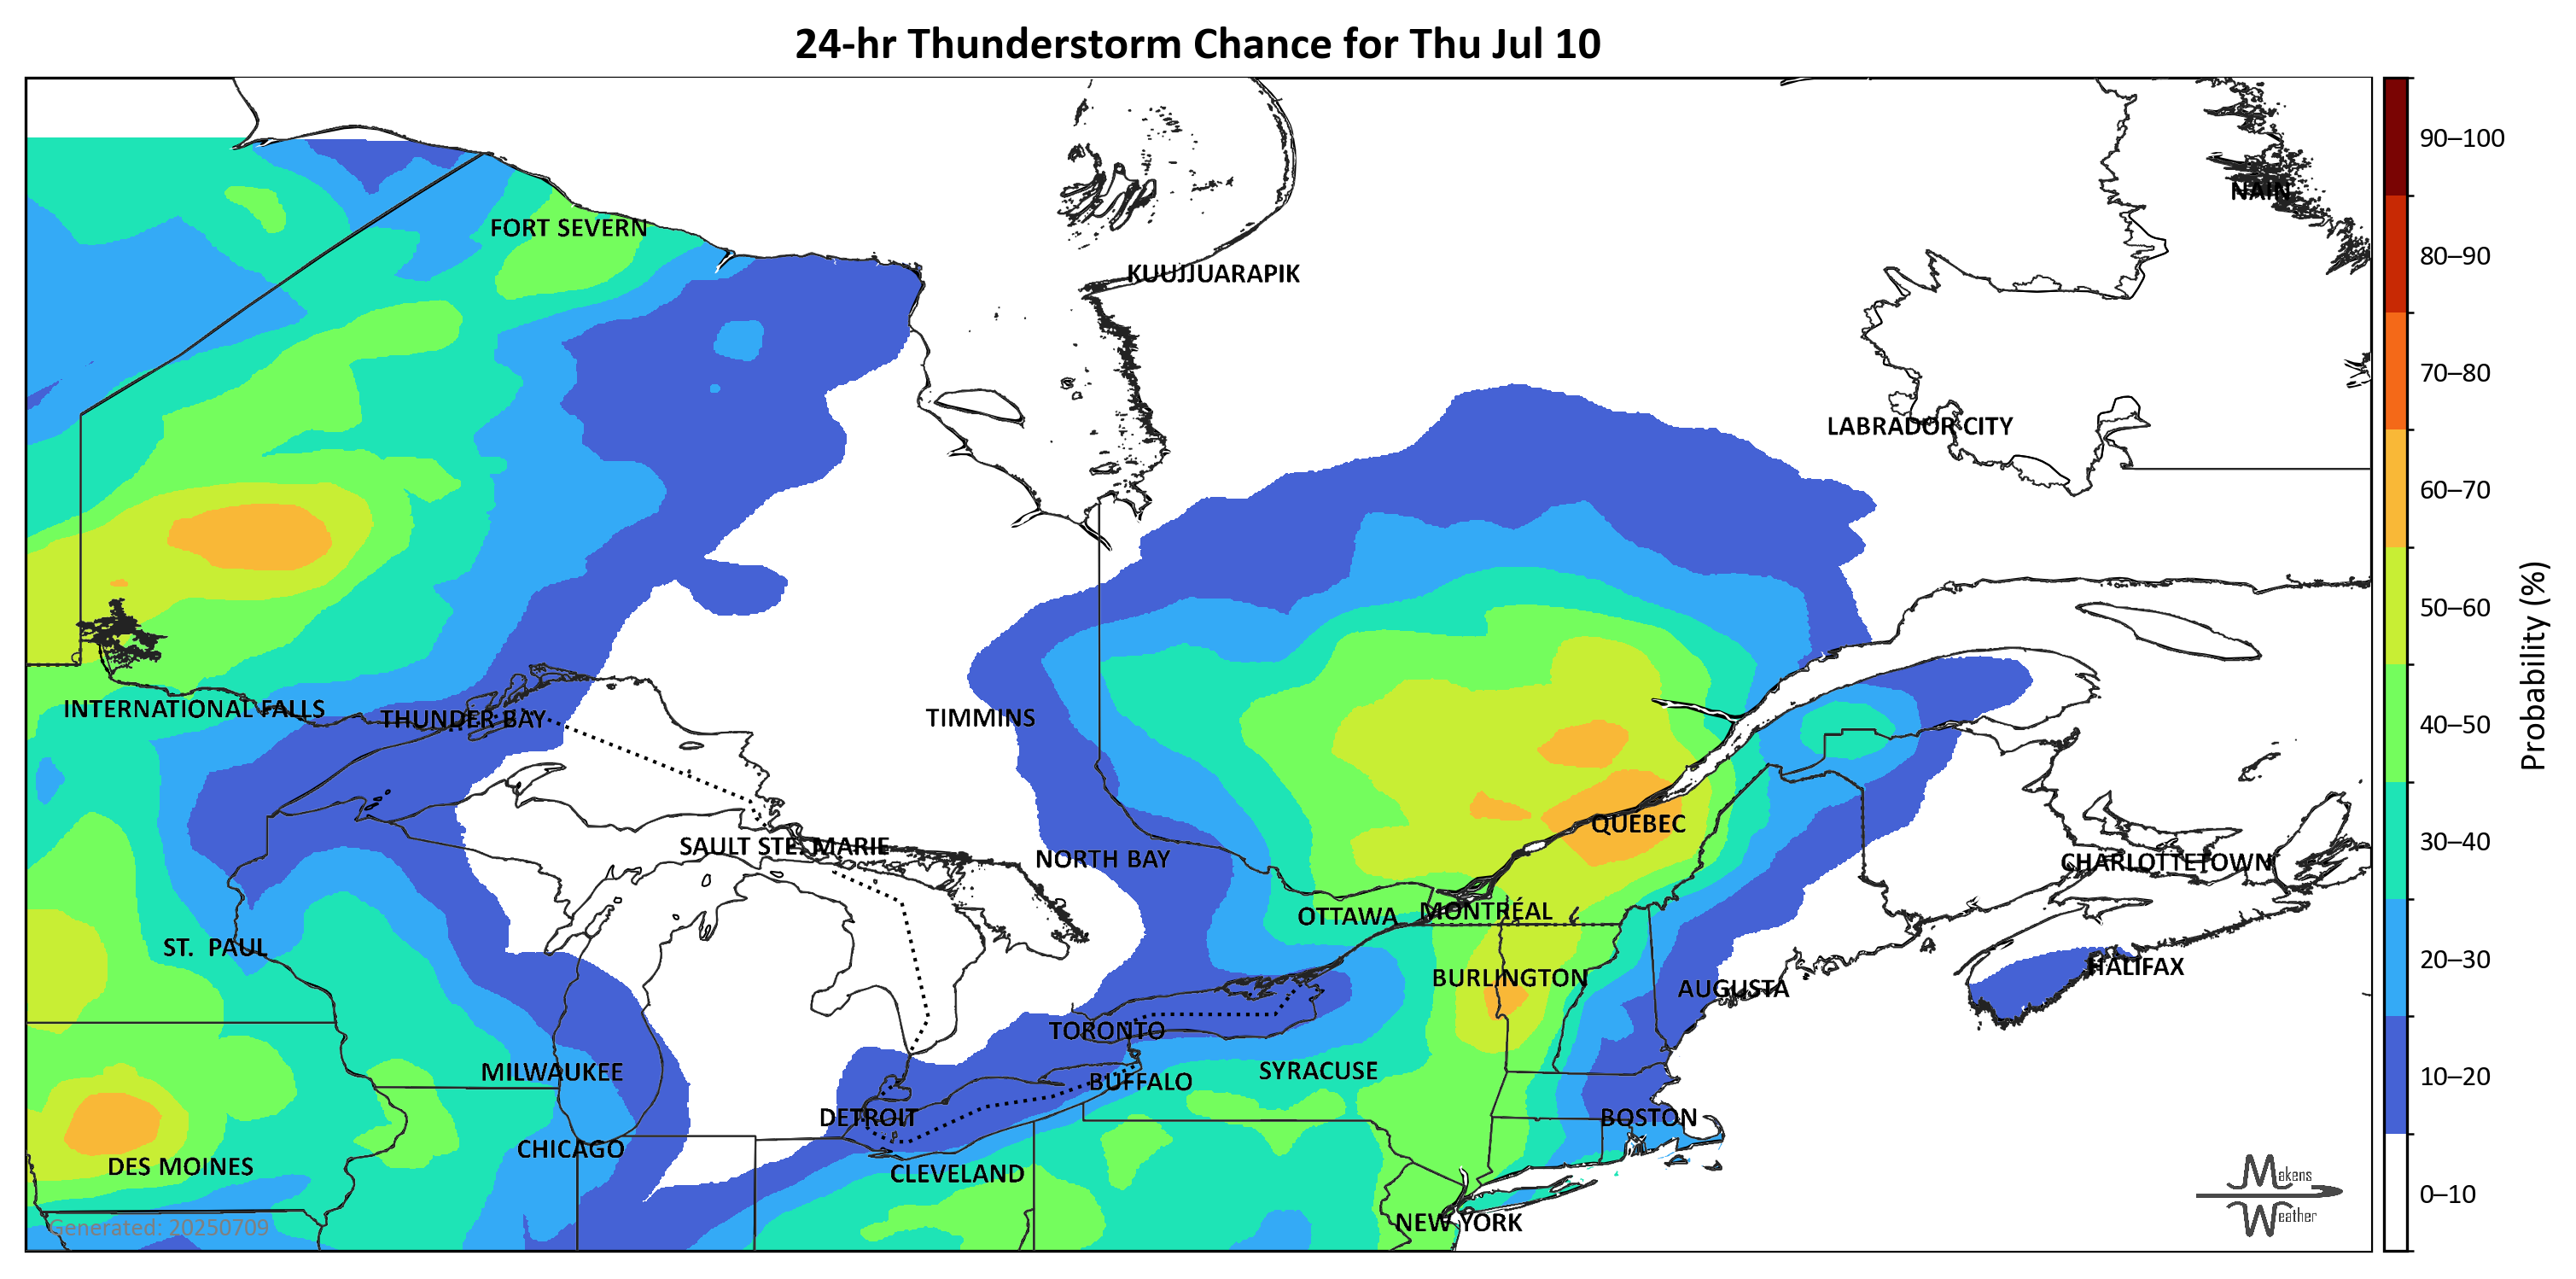 24-hr Thunderstorm Chance for Thu Jul 10
90–100
NAIN
FORT SEVERN
80–90
KUUJJUARAPIK
70–80
LABRADOR CITY
60–70
50–60
Probability (%)
INTERNATIONAL FALLS
THUNDER BAY
TIMMINS
40–50
QUEBEC
SAULT STE. MARIE
NORTH BAY
CHARLOTTETOWN
30–40
OTTAWA
MONTRÉAL
ST. PAUL
BURLINGTON
AUGUSTA
HALIFAX
20–30
TORONTO
MILWAUKEE
SYRACUSE
BUFFALO
10–20
DETROIT
BOSTON
CHICAGO
DES MOINES
CLEVELAND
Makens
Weather
0–10
NEW YORK
Generated: 20250709